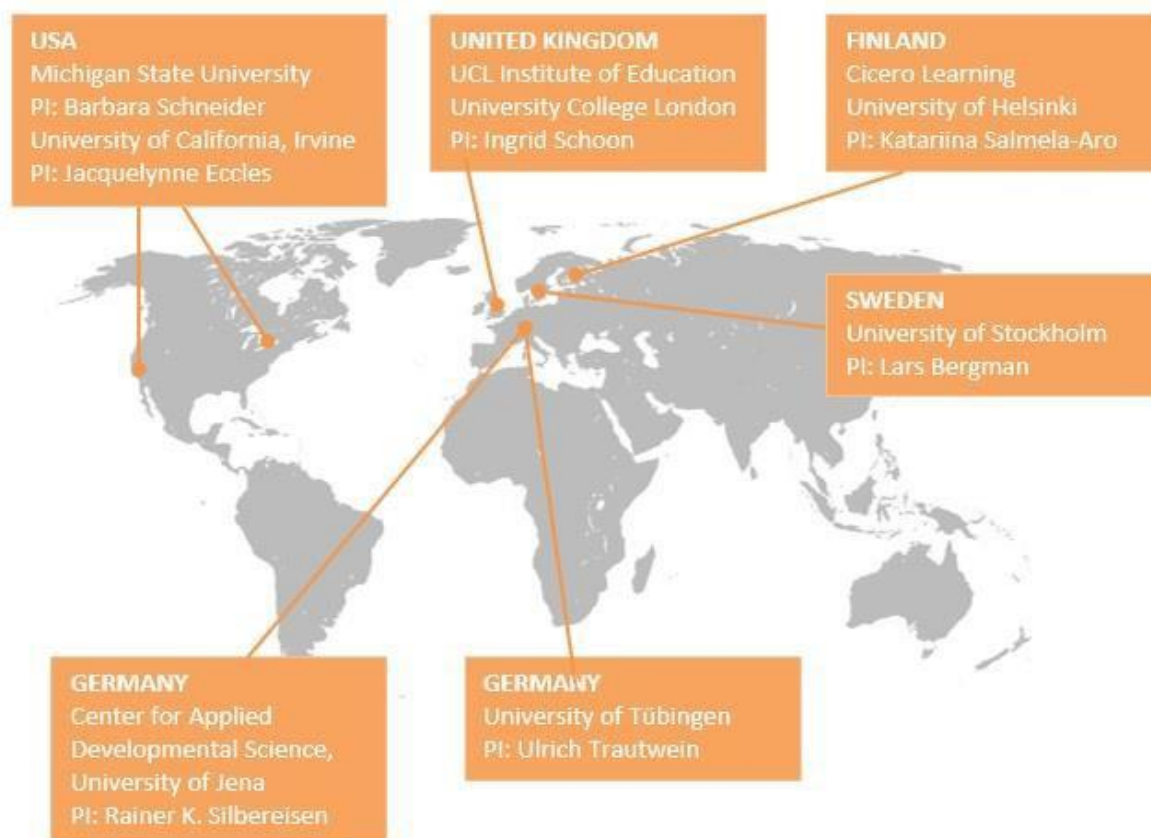 USA
Michigan State University
PI: Barbara Schneider
University of California, Irvine
PI: Jacquelynne Eccles
UNITED KINGDOM
UCL Institute of Education
University College London
PI: Ingrid Schoon
FINLAND
Cicero Learning
University of Helsinki
PI: Katariina Salmela-Aro
SWEDEN
University of Stockholm
PI: Lars Bergman
GERMANY
Center for Applied
Developmental Science,
University of Jena
PI: Rainer K. Silbereisen
GERMANY
University of Tübingen
PI: Ulrich Trautwein